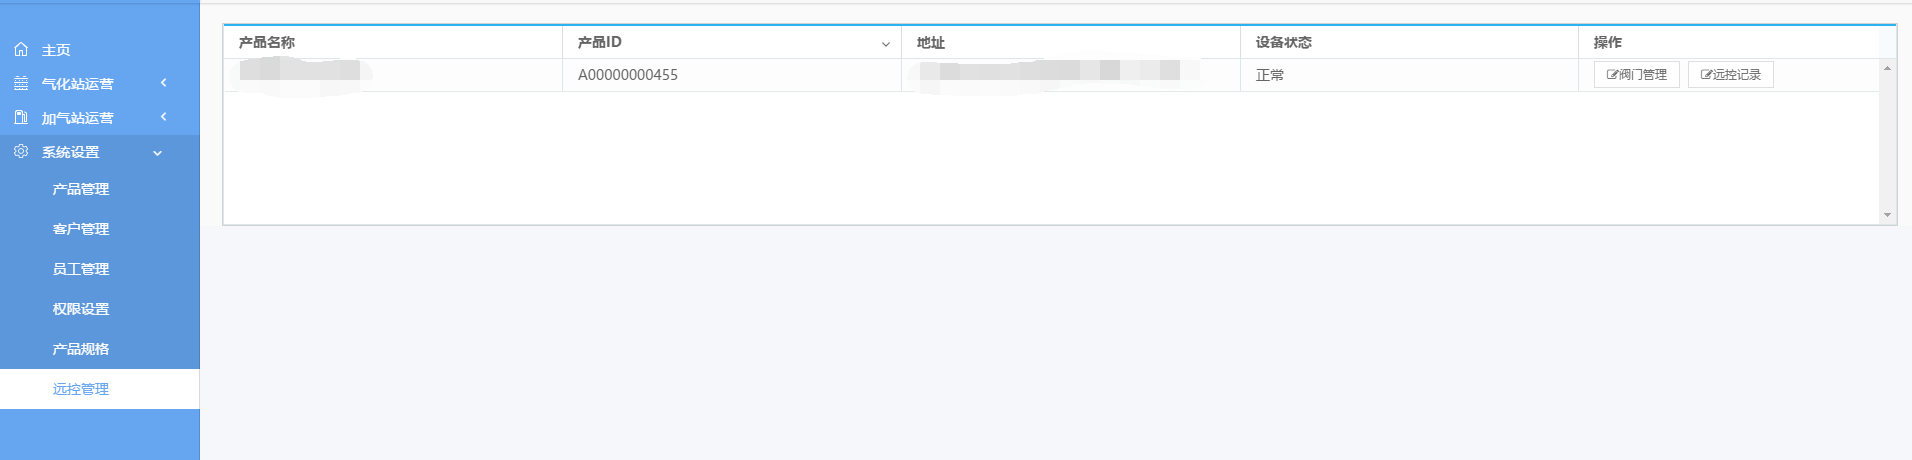 主页
气化站运营
加气站运营
系统设置
产品管理
客户管理
员工管理
权限设置
产品规格
远控管理
产品名称 产品ID 地址 设备状态 操作
A00000000455 正常 阀门管理 远控记录